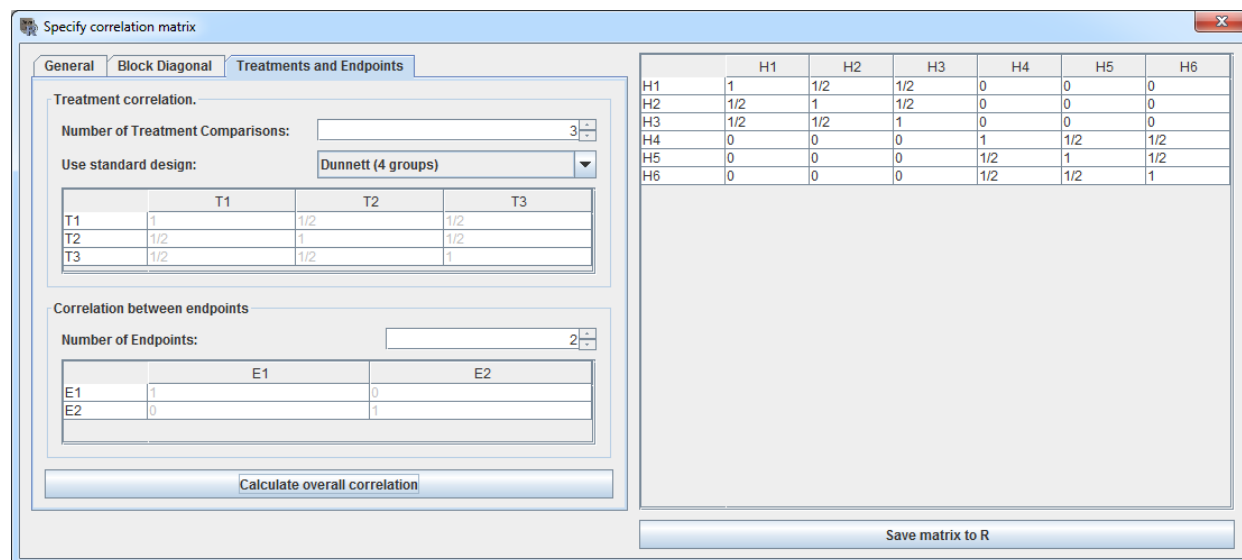 Specify correlation matrix
General Block Diagonal Treatments and Endpoints
Treatment correlation.
Number of Treatment Comparisons: 3
Use standard design: Dunnett (4 groups)
T1 T2 T3
T1 1 1/2 1/2
T2 1/2 1 1/2
T3 1/2 1/2 1
Correlation between endpoints
Number of Endpoints: 2
E1 E2
E1 1 0
E2 0 1
Calculate overall correlation
H1 H2 H3 H4 H5 H6
H1 1 1/2 1/2 0 0 0
H2 1/2 1 1/2 0 0 0
H3 1/2 1/2 1 0 0 0
H4 0 0 0 1 1/2 1/2
H5 0 0 0 1/2 1 1/2
H6 0 0 0 1/2 1/2 1
Save matrix to R